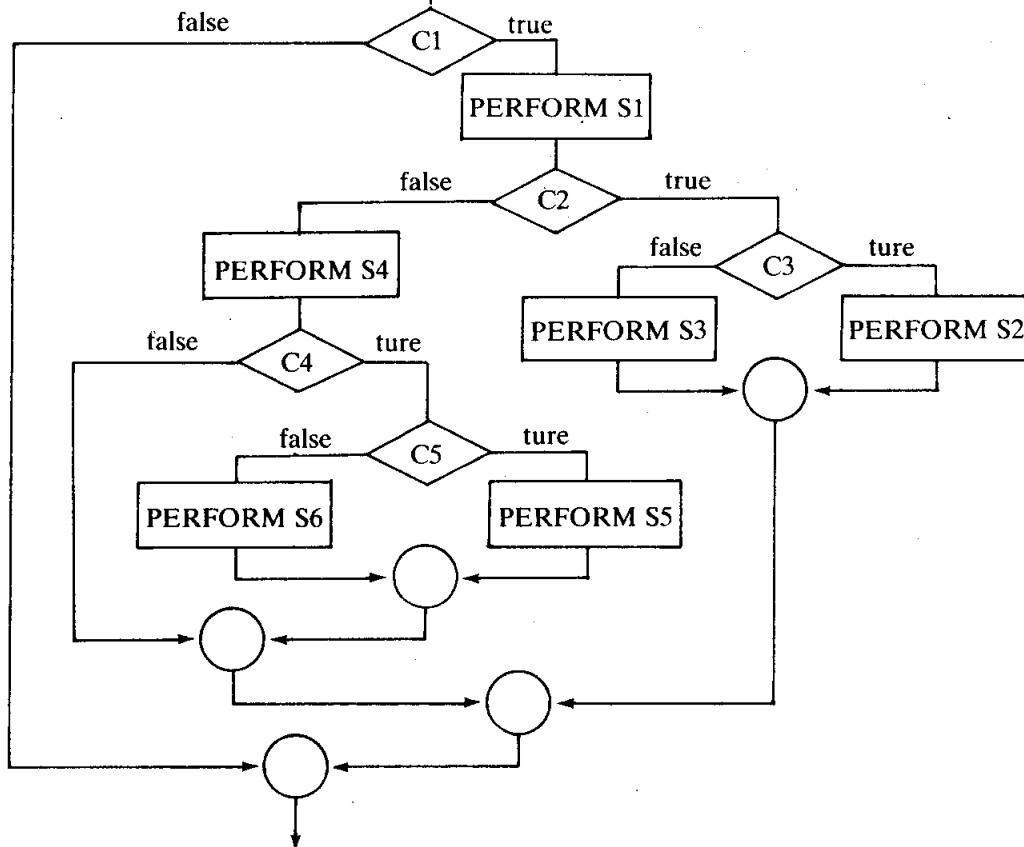 false
true
C1
PERFORM S1
false
true
C2
PERFORM S4
false
ture
C3
PERFORM S3
PERFORM S2
false
ture
C4
false
ture
C5
PERFORM S6
PERFORM S5